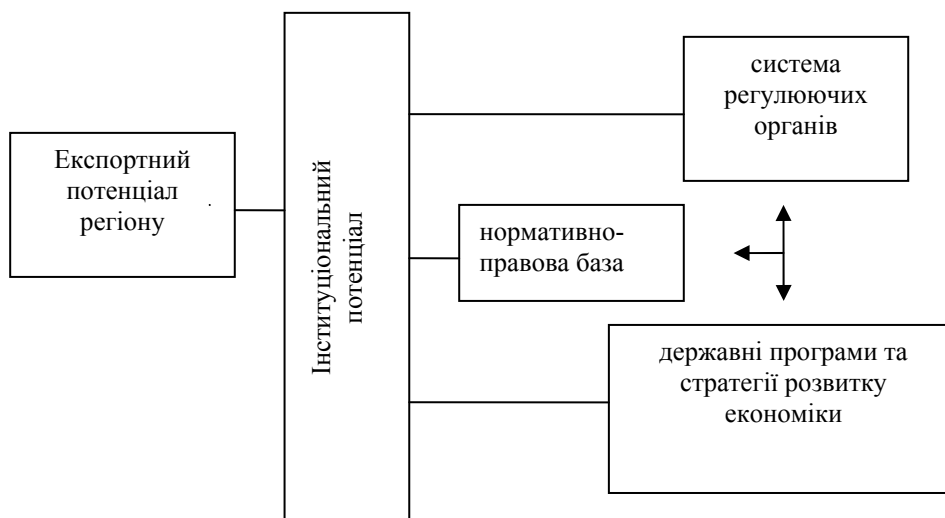 Експортний
потенціал
регіону
Інституціональний
потенціал
система
регулюючих
органів
нормативно-
правова база
державні програми та
стратегії розвитку
економіки